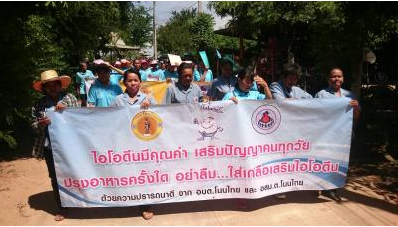 ไอโอดีนมีคุณค่า เสริมปัญญาคนทุกวัย
ปรุงอาหารครั้งใด อย่าลืม...ใส่เกลือเสริมไอโอดีน
ด้วยความปรารถนาดี จาก อบต.โนนไทย และ อสม.ต.โนนไทย